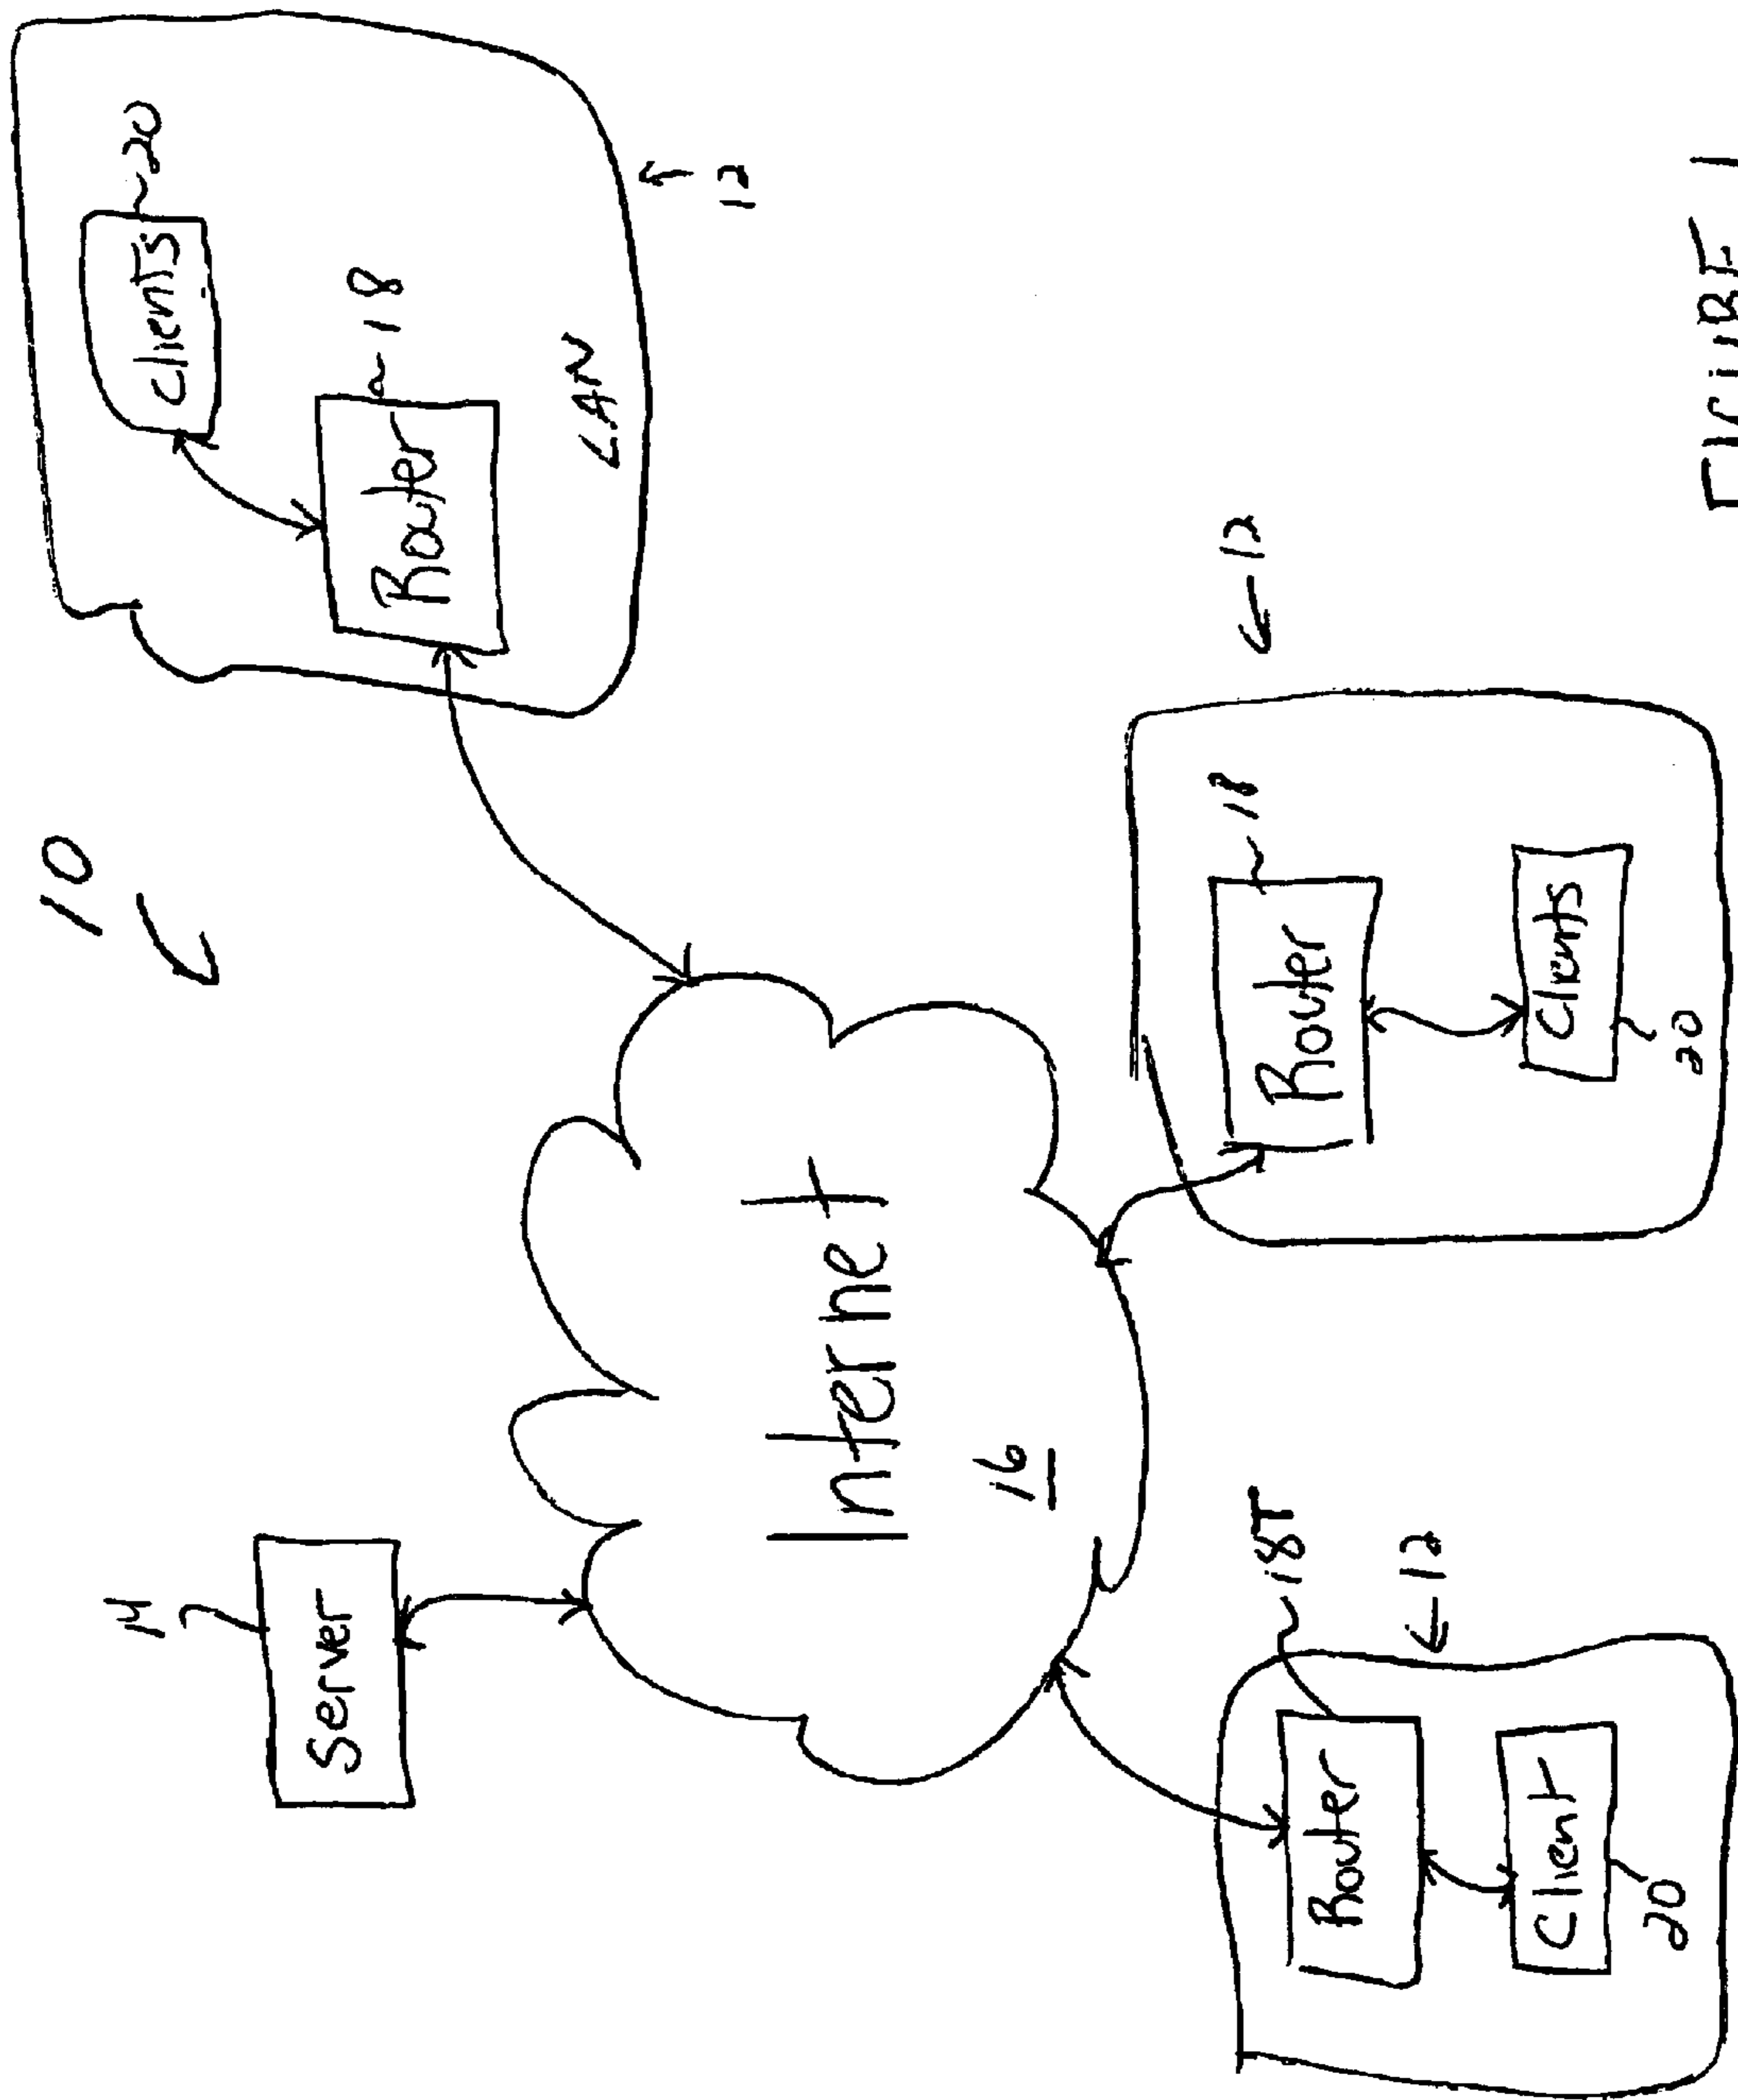 10
14
Server
Internet
16
clients
20
Router
18
LAN
12
18T
12
Router
Client
20
12
Router
18
Clients
20
FIGURE 1